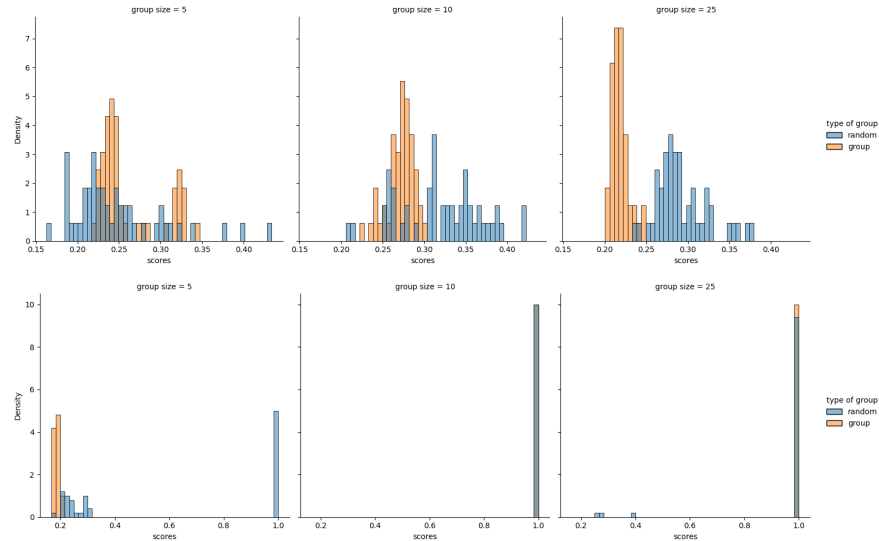 group size = 5
group size = 10
group size = 25
7
6
5
4
3
2
1
0
Density
0.15
0.20
0.25
0.30
0.35
0.40
scores
0.15
0.20
0.25
0.30
0.35
0.40
scores
0.15
0.20
0.25
0.30
0.35
0.40
scores
type of group
random
group
group size = 5
group size = 10
group size = 25
10
8
6
4
2
0
Density
0.2
0.4
0.6
0.8
1.0
scores
0.2
0.4
0.6
0.8
1.0
scores
0.2
0.4
0.6
0.8
1.0
scores
type of group
random
group